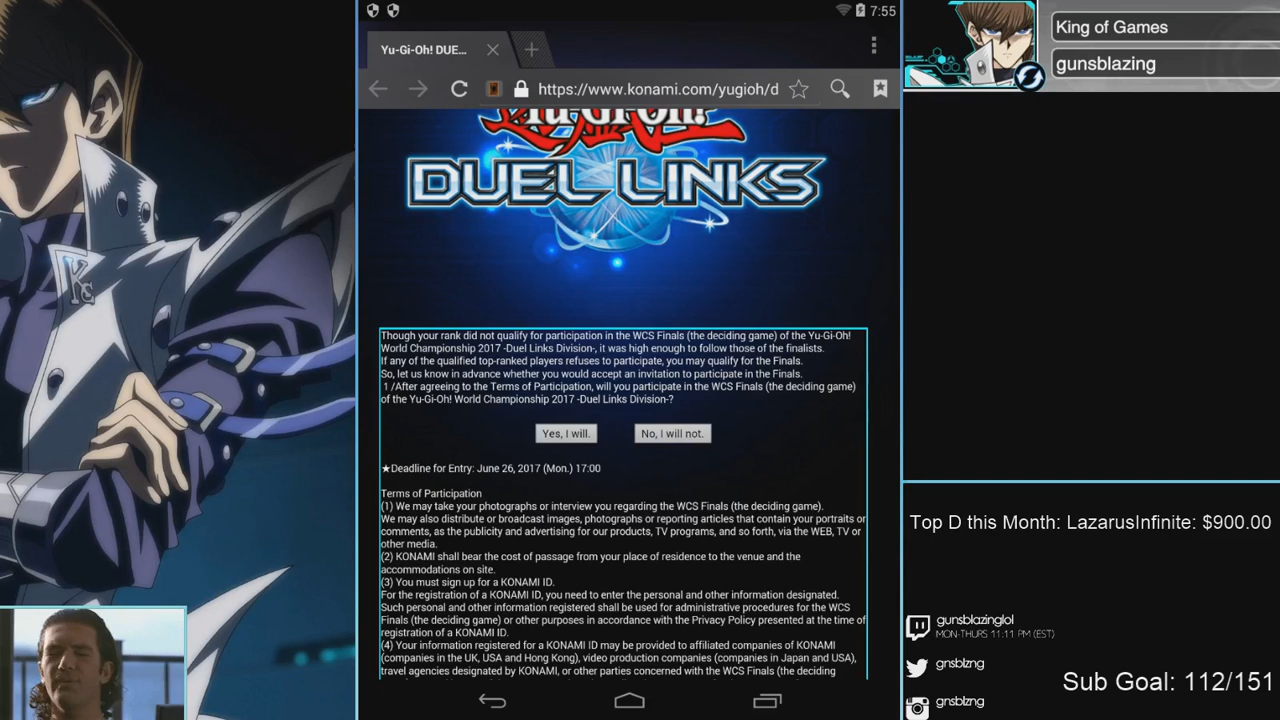 7:55
Yu-Gi-Oh! DUE...
https://www.konami.com/yugioh/d
Yu-Gi-Oh!
DUEL LINKS
Though your rank did not qualify for participation in the WCS Finals (the deciding game) of the Yu-Gi-Oh!
World Championship 2017 -Duel Links Division-, it was high enough to follow those of the finalists.
If any of the qualified top-ranked players refuses to participate, you may qualify for the Finals.
So, let us know in advance whether you would accept an invitation to participate in the Finals.
1 /After agreeing to the Terms of Participation, will you participate in the WCS Finals (the deciding game)
of the Yu-Gi-Oh! World Championship 2017 -Duel Links Division-?
Yes, I will.
No, I will not.
★Deadline for Entry: June 26, 2017 (Mon.) 17:00
Terms of Participation
(1) We may take your photographs or interview you regarding the WCS Finals (the deciding game).
We may also distribute or broadcast images, photographs or reporting articles that contain your portraits or
comments, as the publicity and advertising for our products, TV programs, and so forth, via the WEB, TV or
other media.
(2) KONAMI shall bear the cost of passage from your place of residence to the venue and the
accommodations on site.
(3) You must sign up for a KONAMI ID.
For the registration of a KONAMI ID, you need to enter the personal and other information designated.
Such personal and other information registered shall be used for administrative procedures for the WCS
Finals (the deciding game) or other purposes in accordance with the Privacy Policy presented at the time of
registration of a KONAMI ID.
(4) Your information registered for a KONAMI ID may be provided to affiliated companies of KONAMI
(companies in the UK, USA and Hong Kong), video production companies (companies in Japan and USA),
travel agencies designated by KONAMI, or other parties concerned with the WCS Finals (the deciding
King of Games
gunsblazing
Top D this Month: LazarusInfinite: $900.00
gunsblazinglol
MON-THURS 11:11 PM (EST)
gnsblzng
gnsblzng
Sub Goal: 112/151
KC